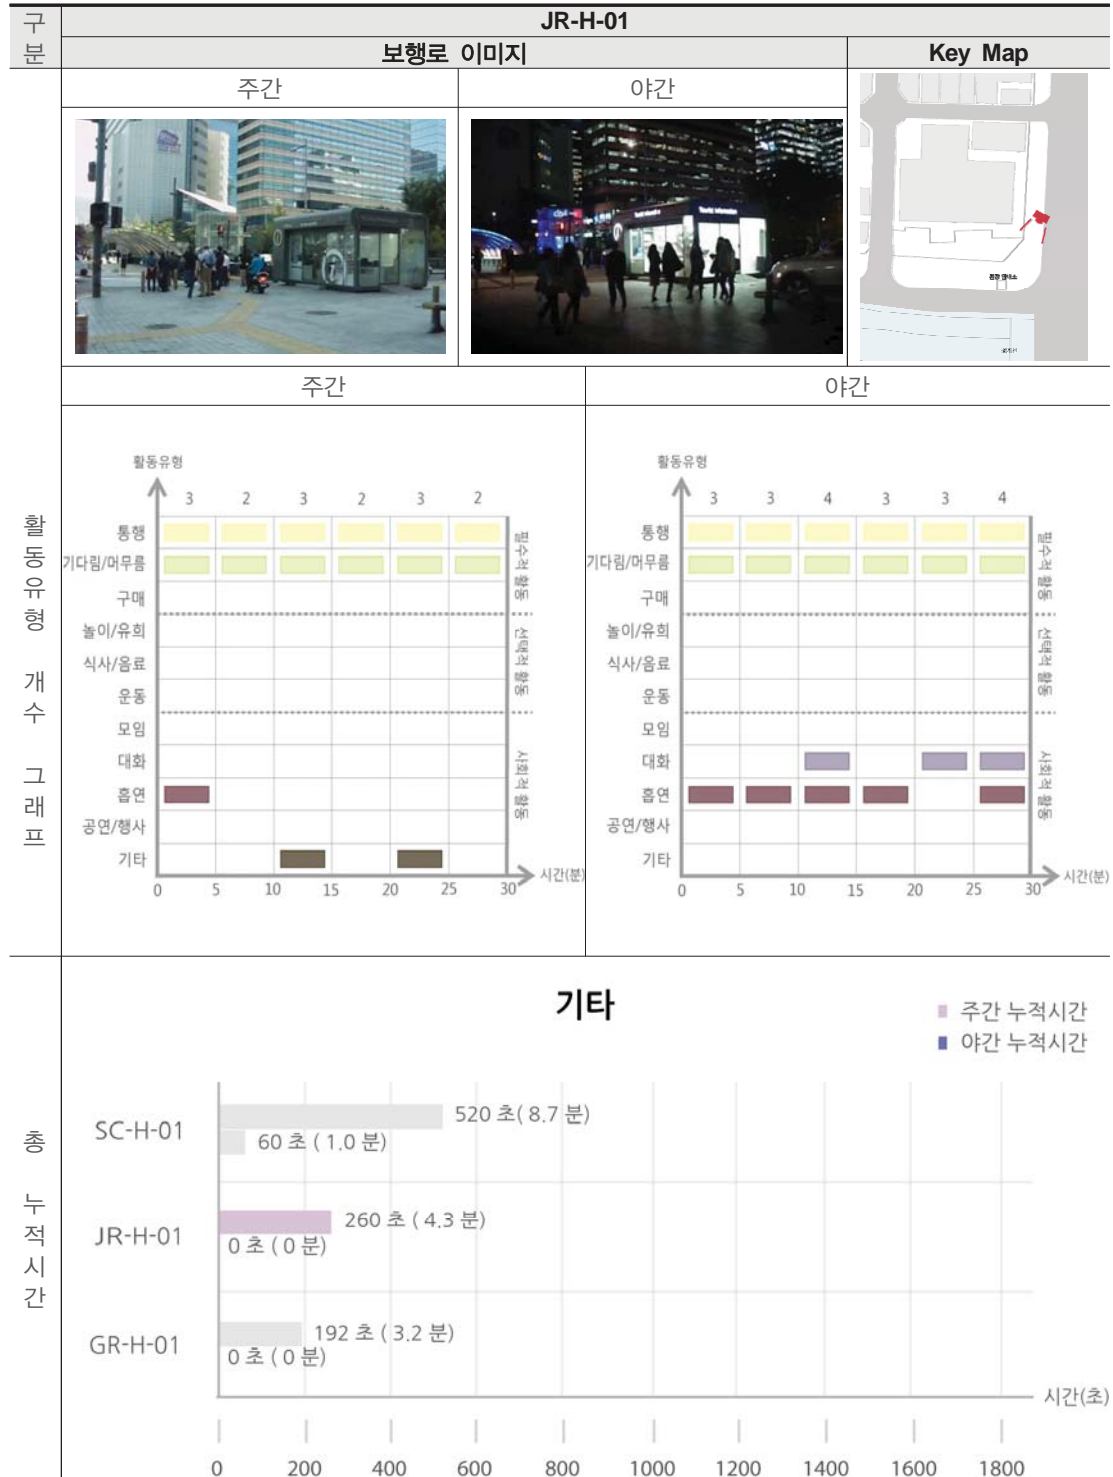 구분
JR-H-01
보행로 이미지
Key Map
주간
야간
Tourist Information
관광 안내소
주간
야간
활동유형 개수 그래프
활동유형
3 2 3 2 3 2
통행
기다림/머무름
구매
놀이/유희
식사/음료
운동
모임
대화
흡연
공연/행사
기타
필수적 활동
선택적 활동
사회적 활동
0 5 10 15 20 25 30
시간(분)
활동유형
3 3 4 3 3 4
통행
기다림/머무름
구매
놀이/유희
식사/음료
운동
모임
대화
흡연
공연/행사
기타
필수적 활동
선택적 활동
사회적 활동
0 5 10 15 20 25 30
시간(분)
총 누적시간
기타
주간 누적시간
야간 누적시간
SC-H-01
520 초( 8.7 분)
60 초 ( 1.0 분)
JR-H-01
260 초 ( 4.3 분)
0 초 ( 0 분)
GR-H-01
192 초 ( 3.2 분)
0 초 ( 0 분)
시간(초)
0 200 400 600 800 1000 1200 1400 1600 1800